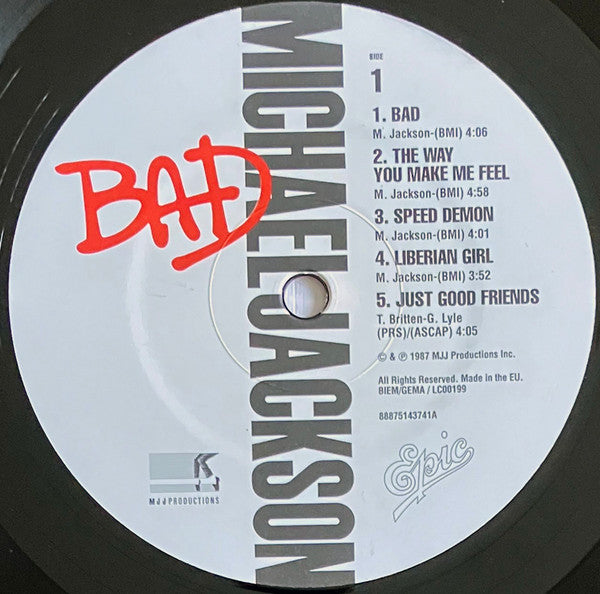 BAD
MICHAEL JACKSON
SIDE
1
1. BAD
M. Jackson-(BMI) 4:06
2. THE WAY
YOU MAKE ME FEEL
M. Jackson-(BMI) 4:58
3. SPEED DEMON
M. Jackson-(BMI) 4:01
4. LIBERIAN GIRL
M. Jackson-(BMI) 3:52
5. JUST GOOD FRIENDS
T. Britten-G. Lyle
(PRS)/(ASCAP) 4:05
© & ℗ 1987 MJJ Productions Inc.
All Rights Reserved. Made in the EU.
BIEM/GEMA / LC00199
88875143741A
Epic
MJJ PRODUCTIONS